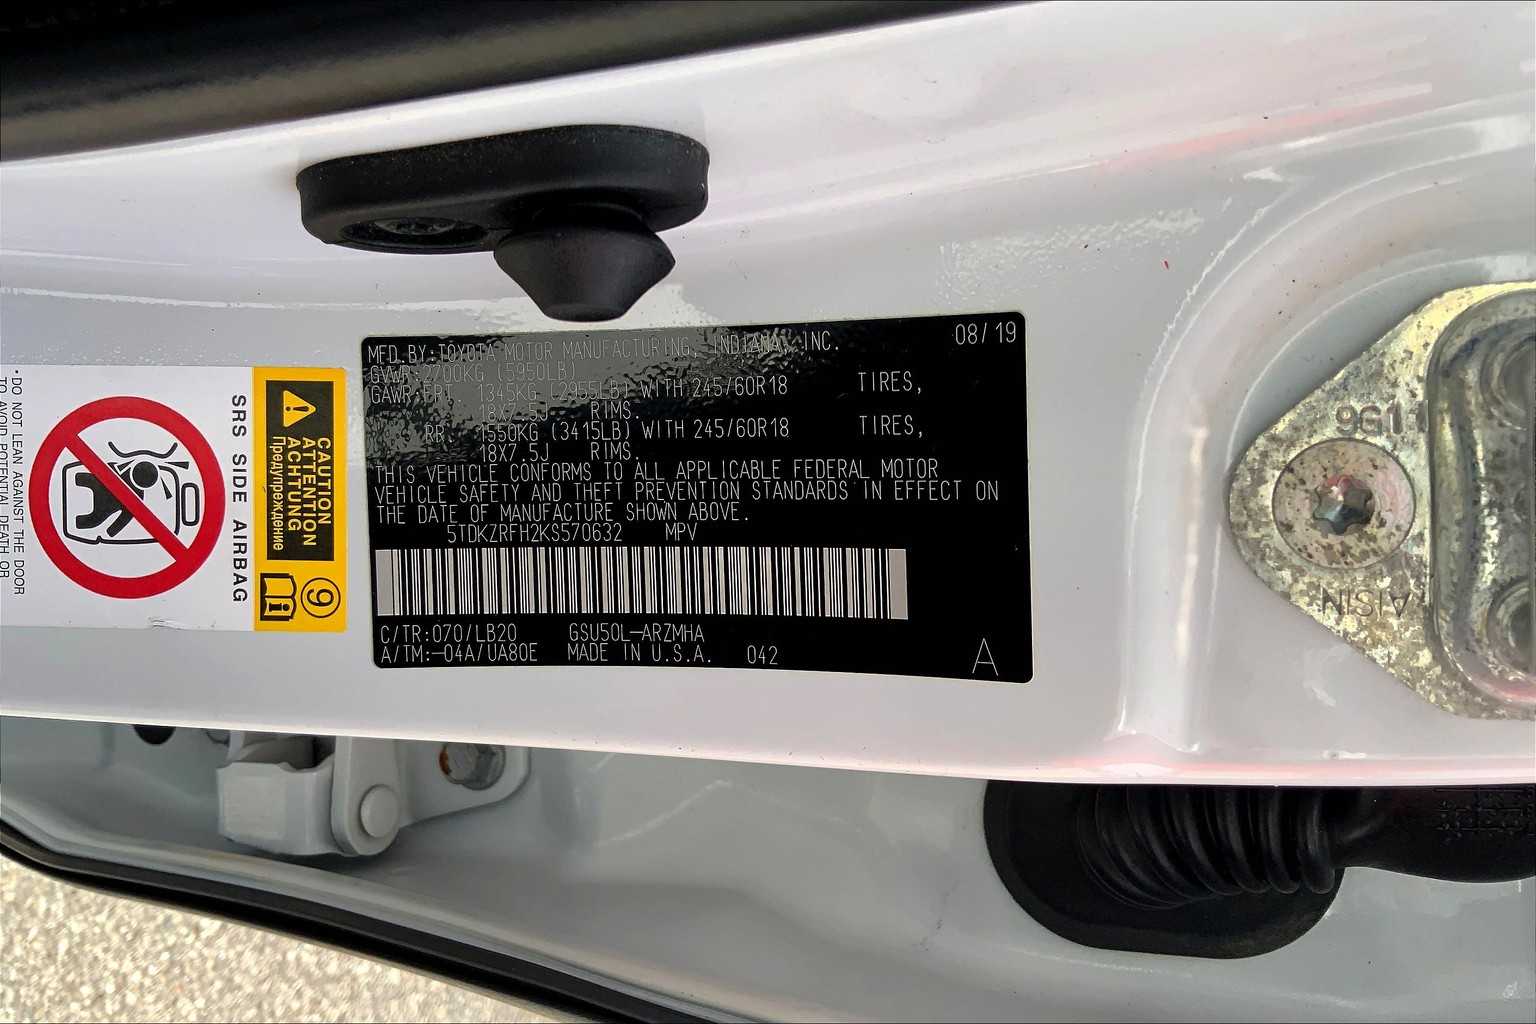 MFD.BY:TOYOTA MOTOR MANUFACTURING, INDIANA, INC. 08/19
GVWR:2700KG (5950LB)
GAWR:FRT. 1345KG (2955LB) WITH 245/60R18 TIRES,
18X7.5J RIMS.
RR. 1550KG (3415LB) WITH 245/60R18 TIRES,
18X7.5J RIMS.
THIS VEHICLE CONFORMS TO ALL APPLICABLE FEDERAL MOTOR
VEHICLE SAFETY AND THEFT PREVENTION STANDARDS IN EFFECT ON
THE DATE OF MANUFACTURE SHOWN ABOVE.
5TDKZRFH2KS570632 MPV
C/TR:070/LB20 GSU50L-ARZMHA
A/TM:-04A/UA80E MADE IN U.S.A. 042
A
CAUTION
ATTENTION
ACHTUNG
Предупреждение
9
SRS SIDE AIRBAG
•DO NOT LEAN AGAINST THE DOOR
TO AVOID POTENTIAL DEATH OR
9G11
AISIN